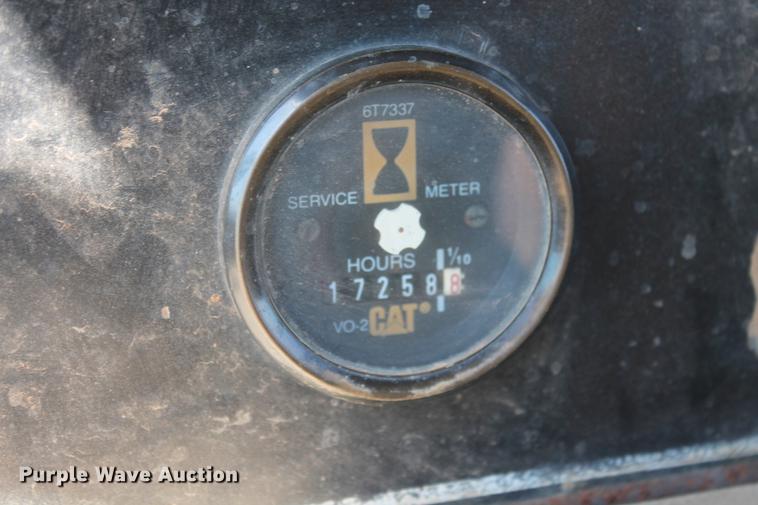 6T7337
SERVICE METER
HOURS 1/10
1 7 2 5 8 8
VO-2 CAT®
Purple Wave Auction